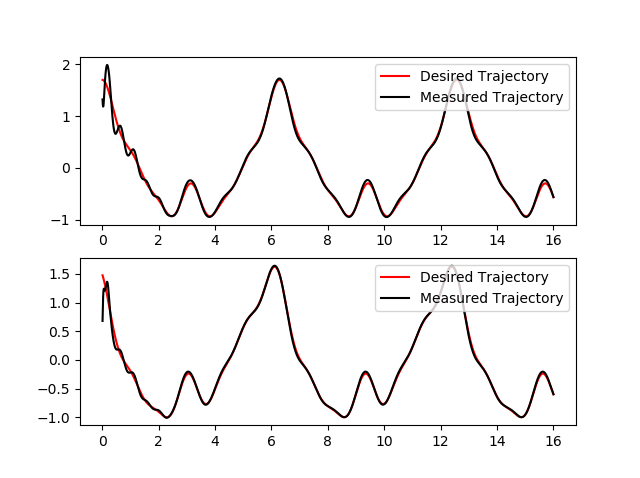 2
1
0
−1
Desired Trajectory
Measured Trajectory
0 2 4 6 8 10 12 14 16
1.5
1.0
0.5
0.0
−0.5
−1.0
Desired Trajectory
Measured Trajectory
0 2 4 6 8 10 12 14 16